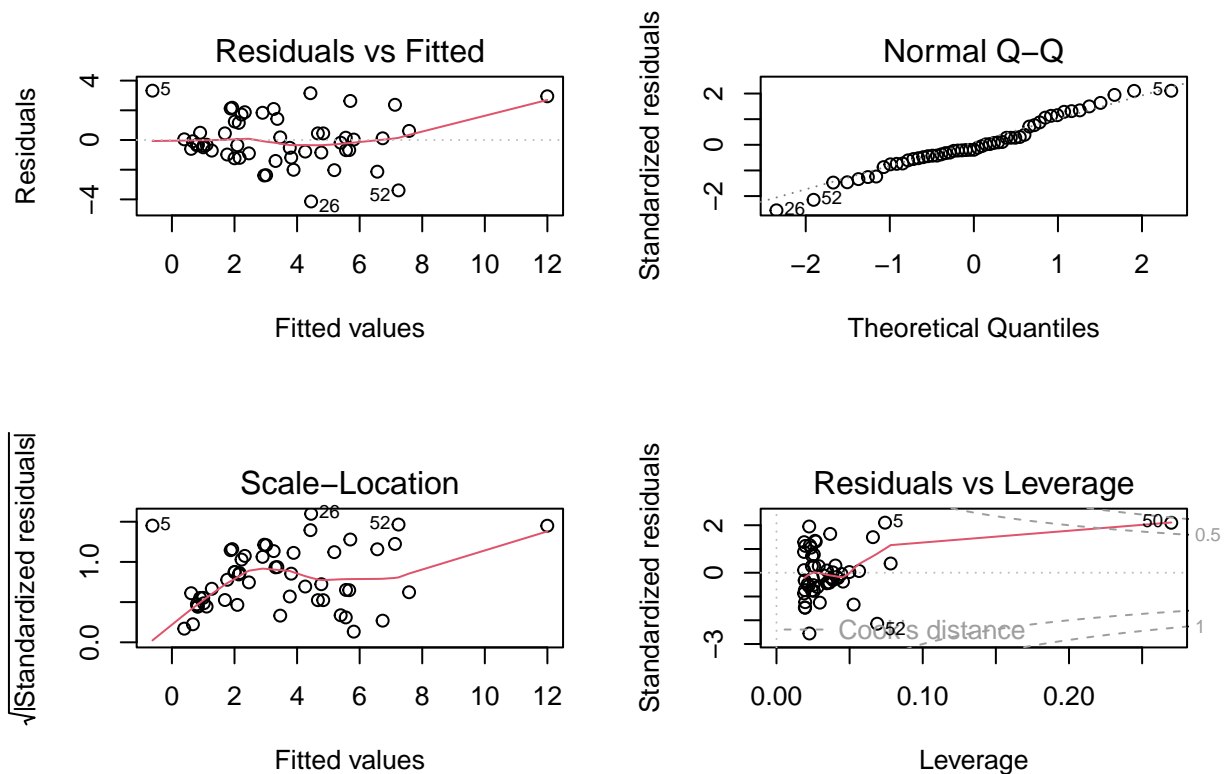 Residuals vs Fitted
Residuals
4
0
−4
5
26
52
0 2 4 6 8 10 12
Fitted values
Normal Q−Q
Standardized residuals
2
0
−2
5
26
52
−2 −1 0 1 2
Theoretical Quantiles
Scale−Location
√|Standardized residuals|
1.0
0.0
5
26
52
0 2 4 6 8 10 12
Fitted values
Residuals vs Leverage
Standardized residuals
2
0
−3
5
50
52
0.5
1
Cook's distance
0.00 0.10 0.20
Leverage